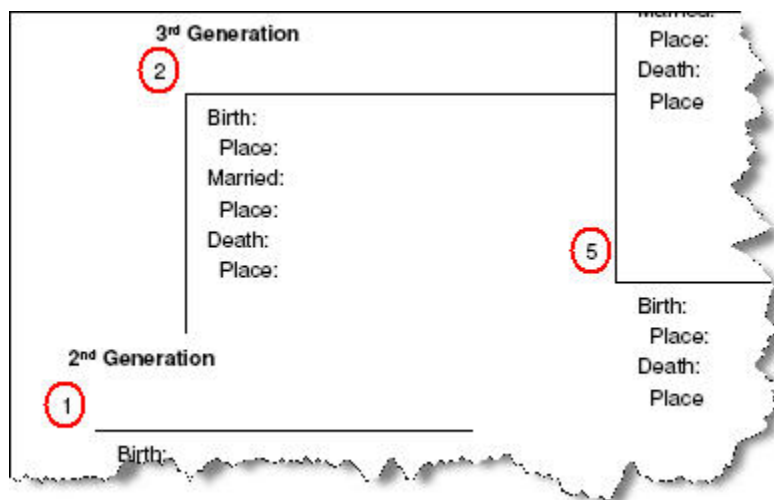 3rd Generation
2
Birth:
Place:
Married:
Place:
Death:
Place:
Married:
Place:
Death:
Place
5
Birth:
Place:
Death:
Place
2nd Generation
1
Birth: